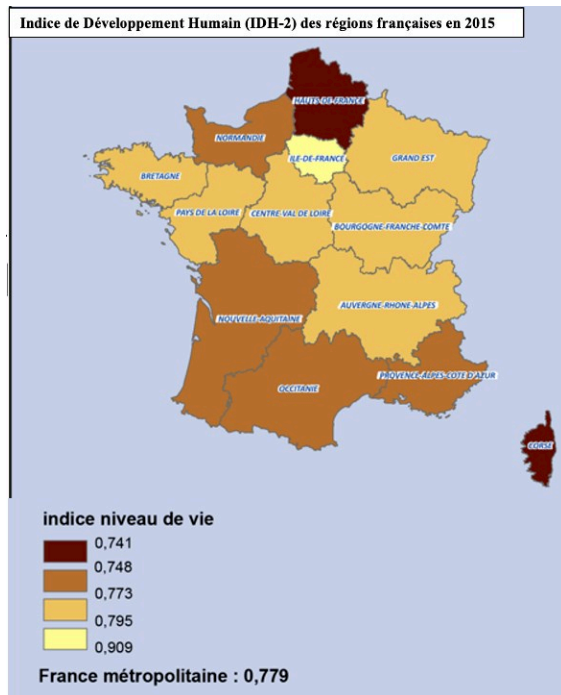 Indice de Développement Humain (IDH-2) des régions françaises en 2015
HAUTS-DE-FRANCE
NORMANDIE
ILE-DE-FRANCE
GRAND EST
BRETAGNE
PAYS DE LA LOIRE
CENTRE-VAL DE LOIRE
BOURGOGNE-FRANCHE-COMTE
AUVERGNE-RHONE-ALPES
NOUVELLE-AQUITAINE
PROVENCE-ALPES-COTE D'AZUR
OCCITANIE
CORSE
indice niveau de vie
0,741
0,748
0,773
0,795
0,909
France métropolitaine : 0,779